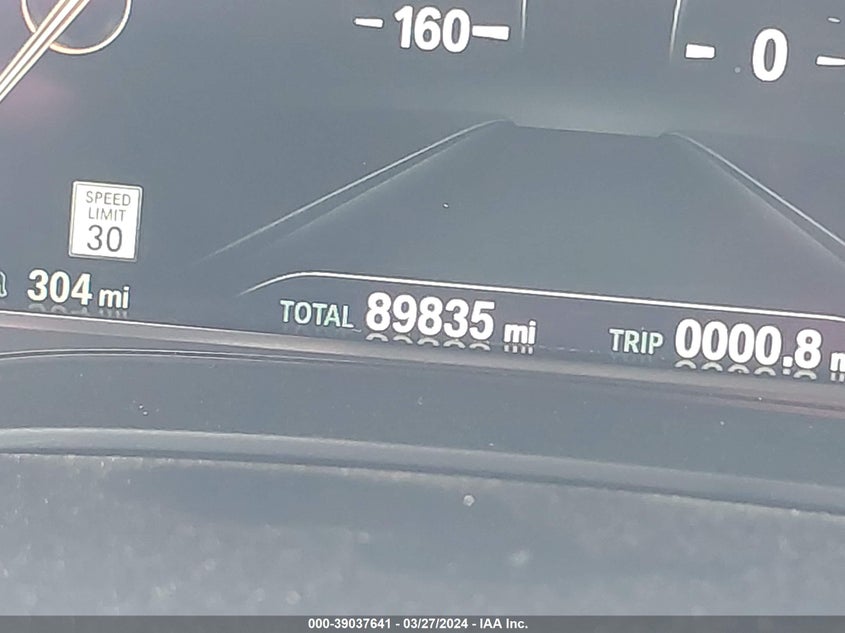 160
0
SPEED
LIMIT
30
304 mi
TOTAL 89835 mi
TRIP 0000.8
000-39037641 - 03/27/2024 - IAA Inc.